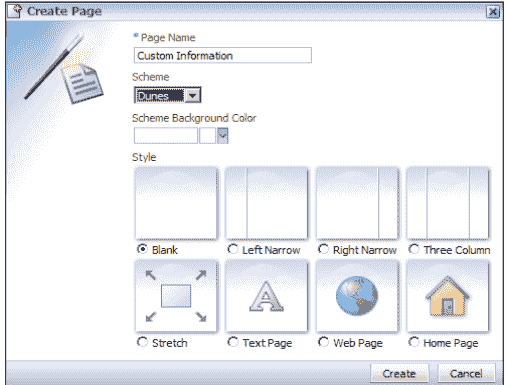 Create Page
* Page Name
Custom Information
Scheme
Dunes
Scheme Background Color
Style
Blank Left Narrow Right Narrow Three Column
A
Stretch Text Page Web Page Home Page
Create Cancel